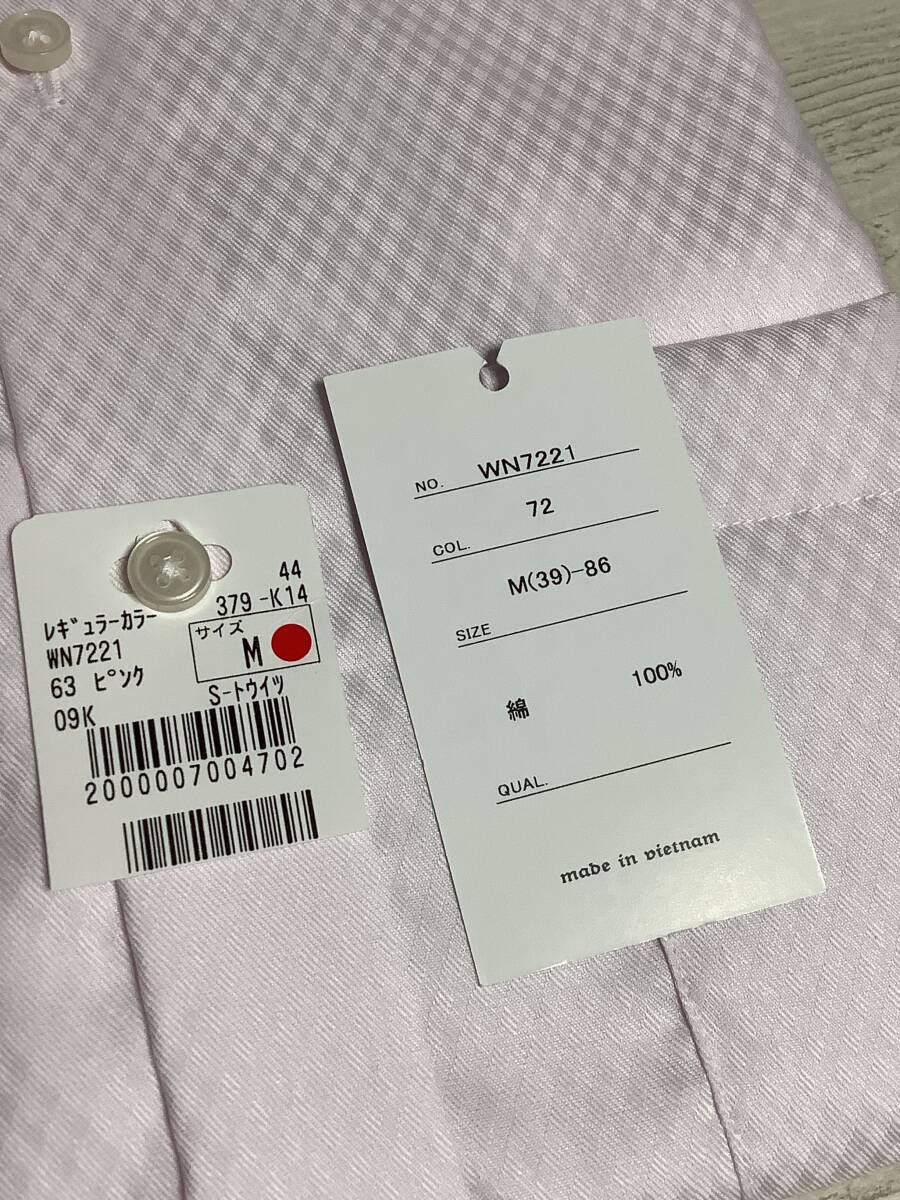 44
379-K14
レギュラーカラー
WN7221
63 ピンク
09K
サイズ
M
S-トウイツ
2000007004702
NO. WN7221
COL. 72
SIZE M(39)-86
綿 100%
QUAL.
made in vietnam